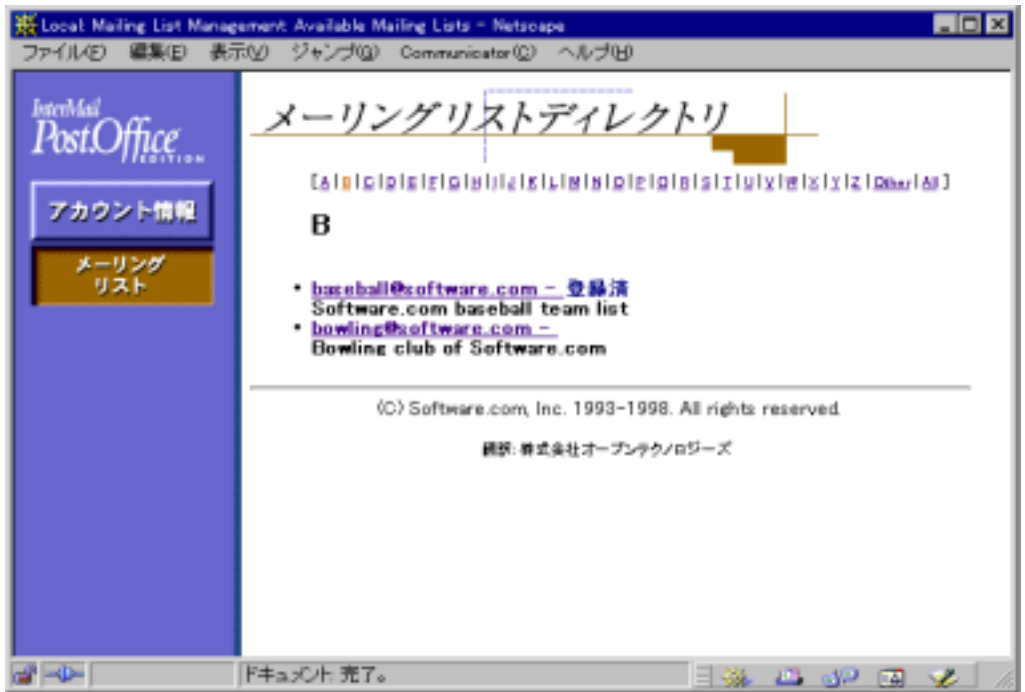 Local Mailing List Management: Available Mailing Lists - Netscape
ファイル(F) 編集(E) 表示(V) ジャンプ(G) Communicator(C) ヘルプ(H)
InterMail
Post.Office
EDITION
アカウント情報
メーリング
リスト
メーリングリストディレクトリ
[A|B|C|D|E|F|G|H|I|J|K|L|M|N|O|P|Q|R|S|T|U|V|W|X|Y|Z|Other|All]
B
• baseball@software.com - 登録済
Software.com baseball team list
• bowling@software.com -
Bowling club of Software.com
(C) Software.com, Inc. 1993-1998. All rights reserved.
翻訳: 株式会社オープンテクノロジーズ
ドキュメント: 完了。